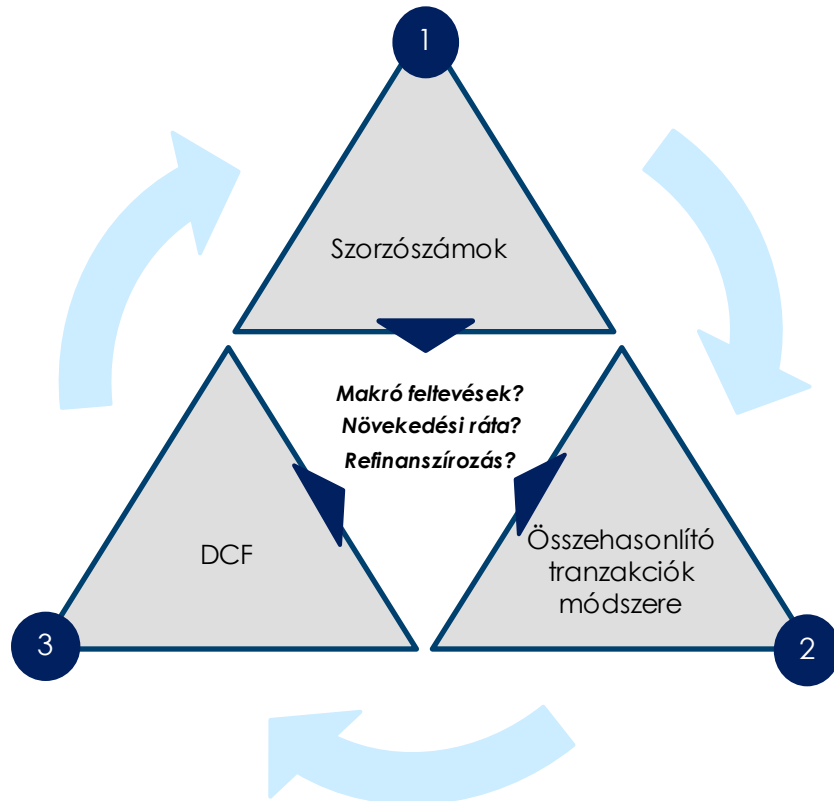 1
Szorzószámok
Makró feltevések?
Növekedési ráta?
Refinanszírozás?
DCF
Összehasonlító
tranzakciók
módszere
3
2